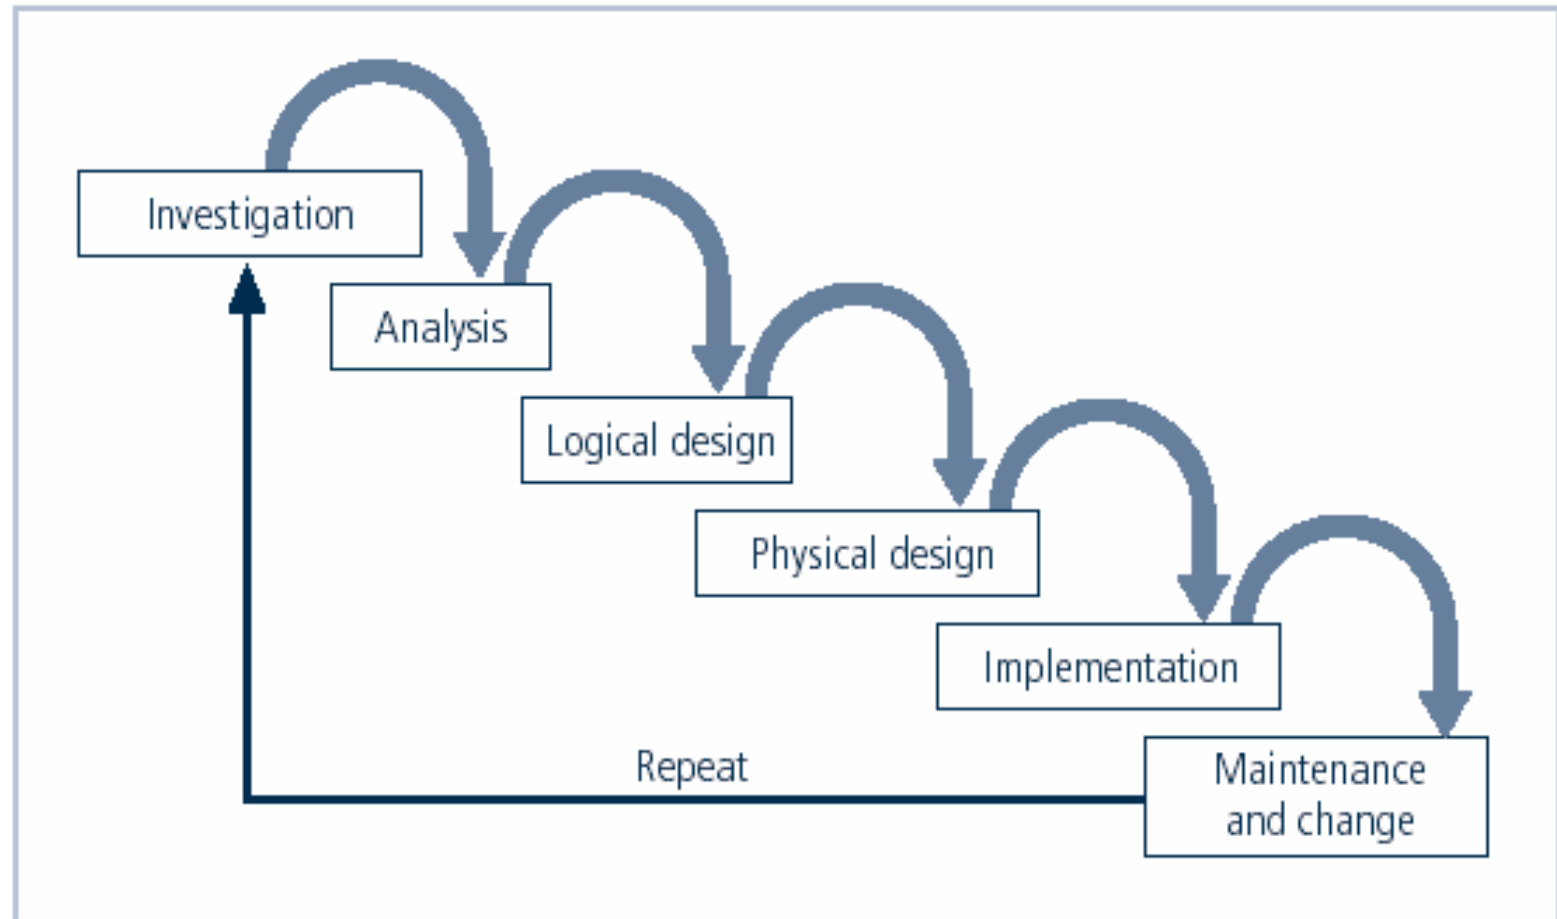 Investigation
Analysis
Logical design
Physical design
Implementation
Repeat
Maintenance
and change